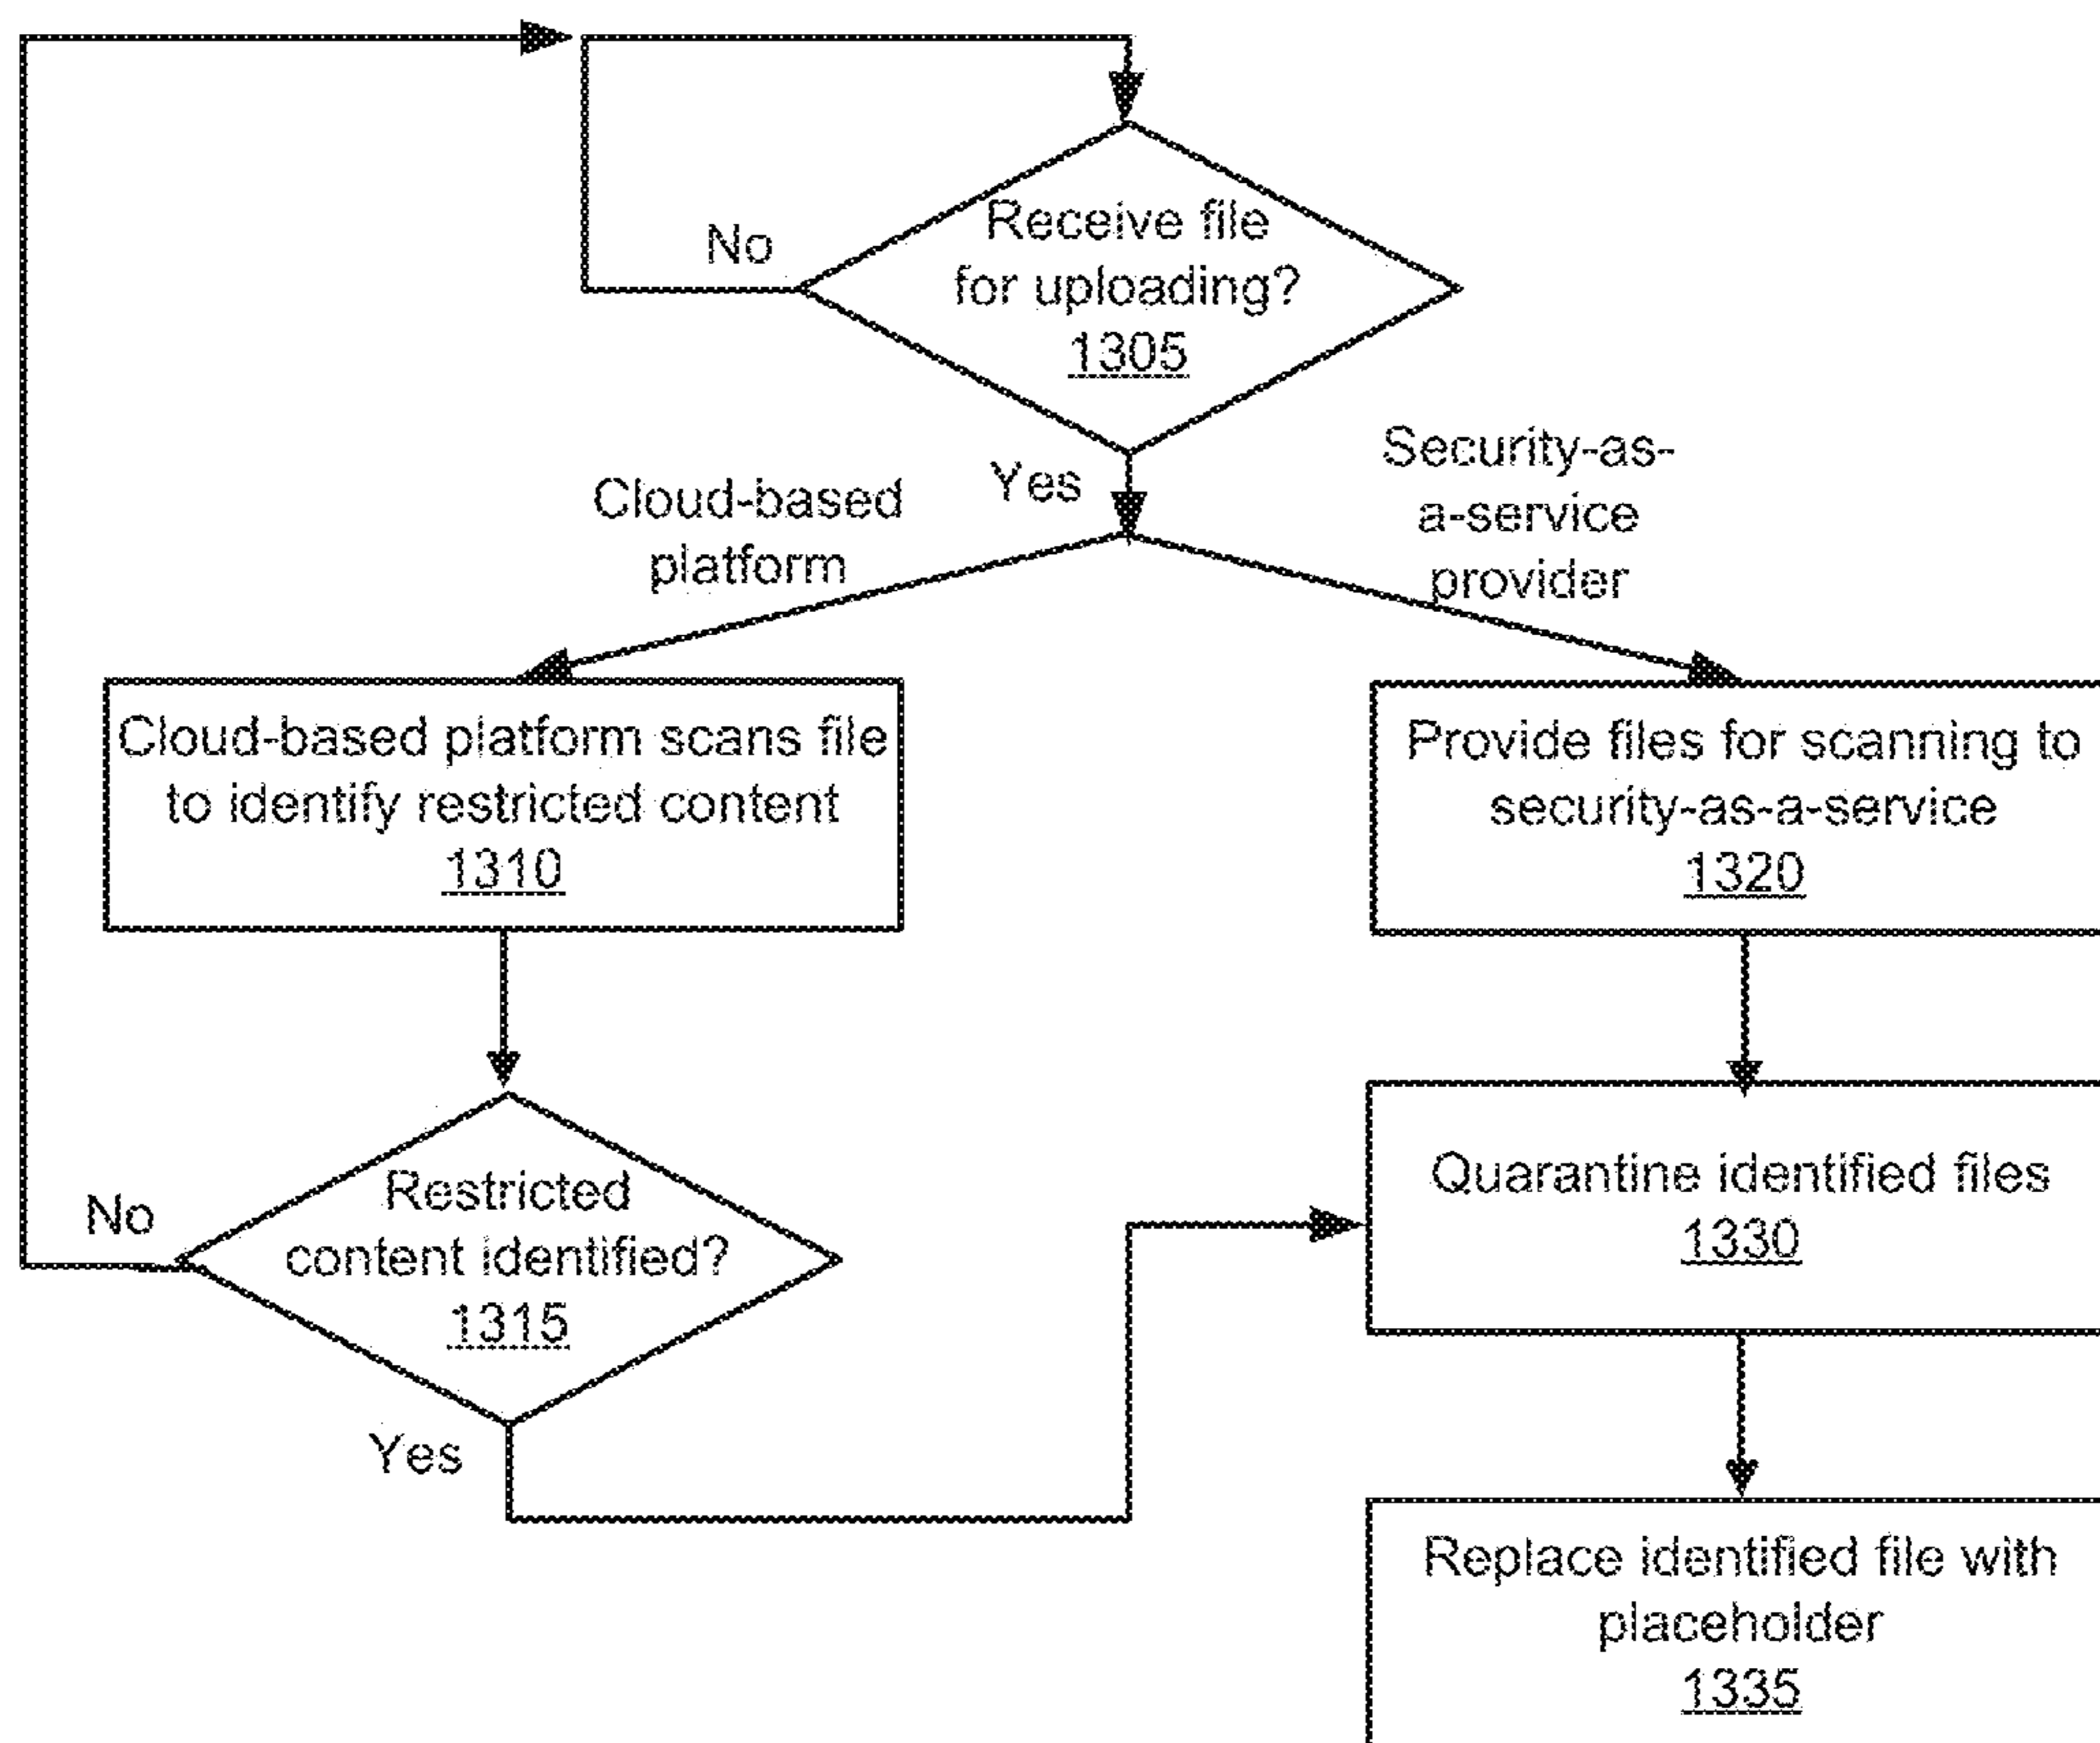 Receive file
for uploading?
1305
No
Yes
Cloud-based
platform
Security-as-
a-service
provider
Cloud-based platform scans file
to identify restricted content
1310
Provide files for scanning to
security-as-a-service
1320
Restricted
content identified?
1315
No
Yes
Quarantine identified files
1330
Replace identified file with
placeholder
1335